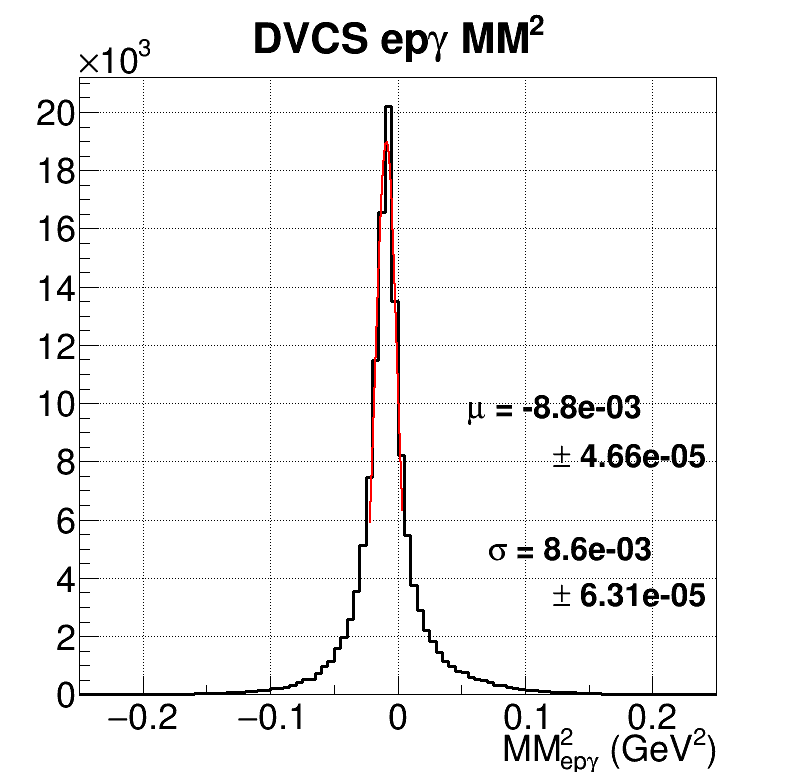 DVCS epγ MM²
×10³
20
18
16
14
12
10
8
6
4
2
0
μ = -8.8e-03
± 4.66e-05
σ = 8.6e-03
± 6.31e-05
−0.2 −0.1 0 0.1 0.2
MM²epγ (GeV²)